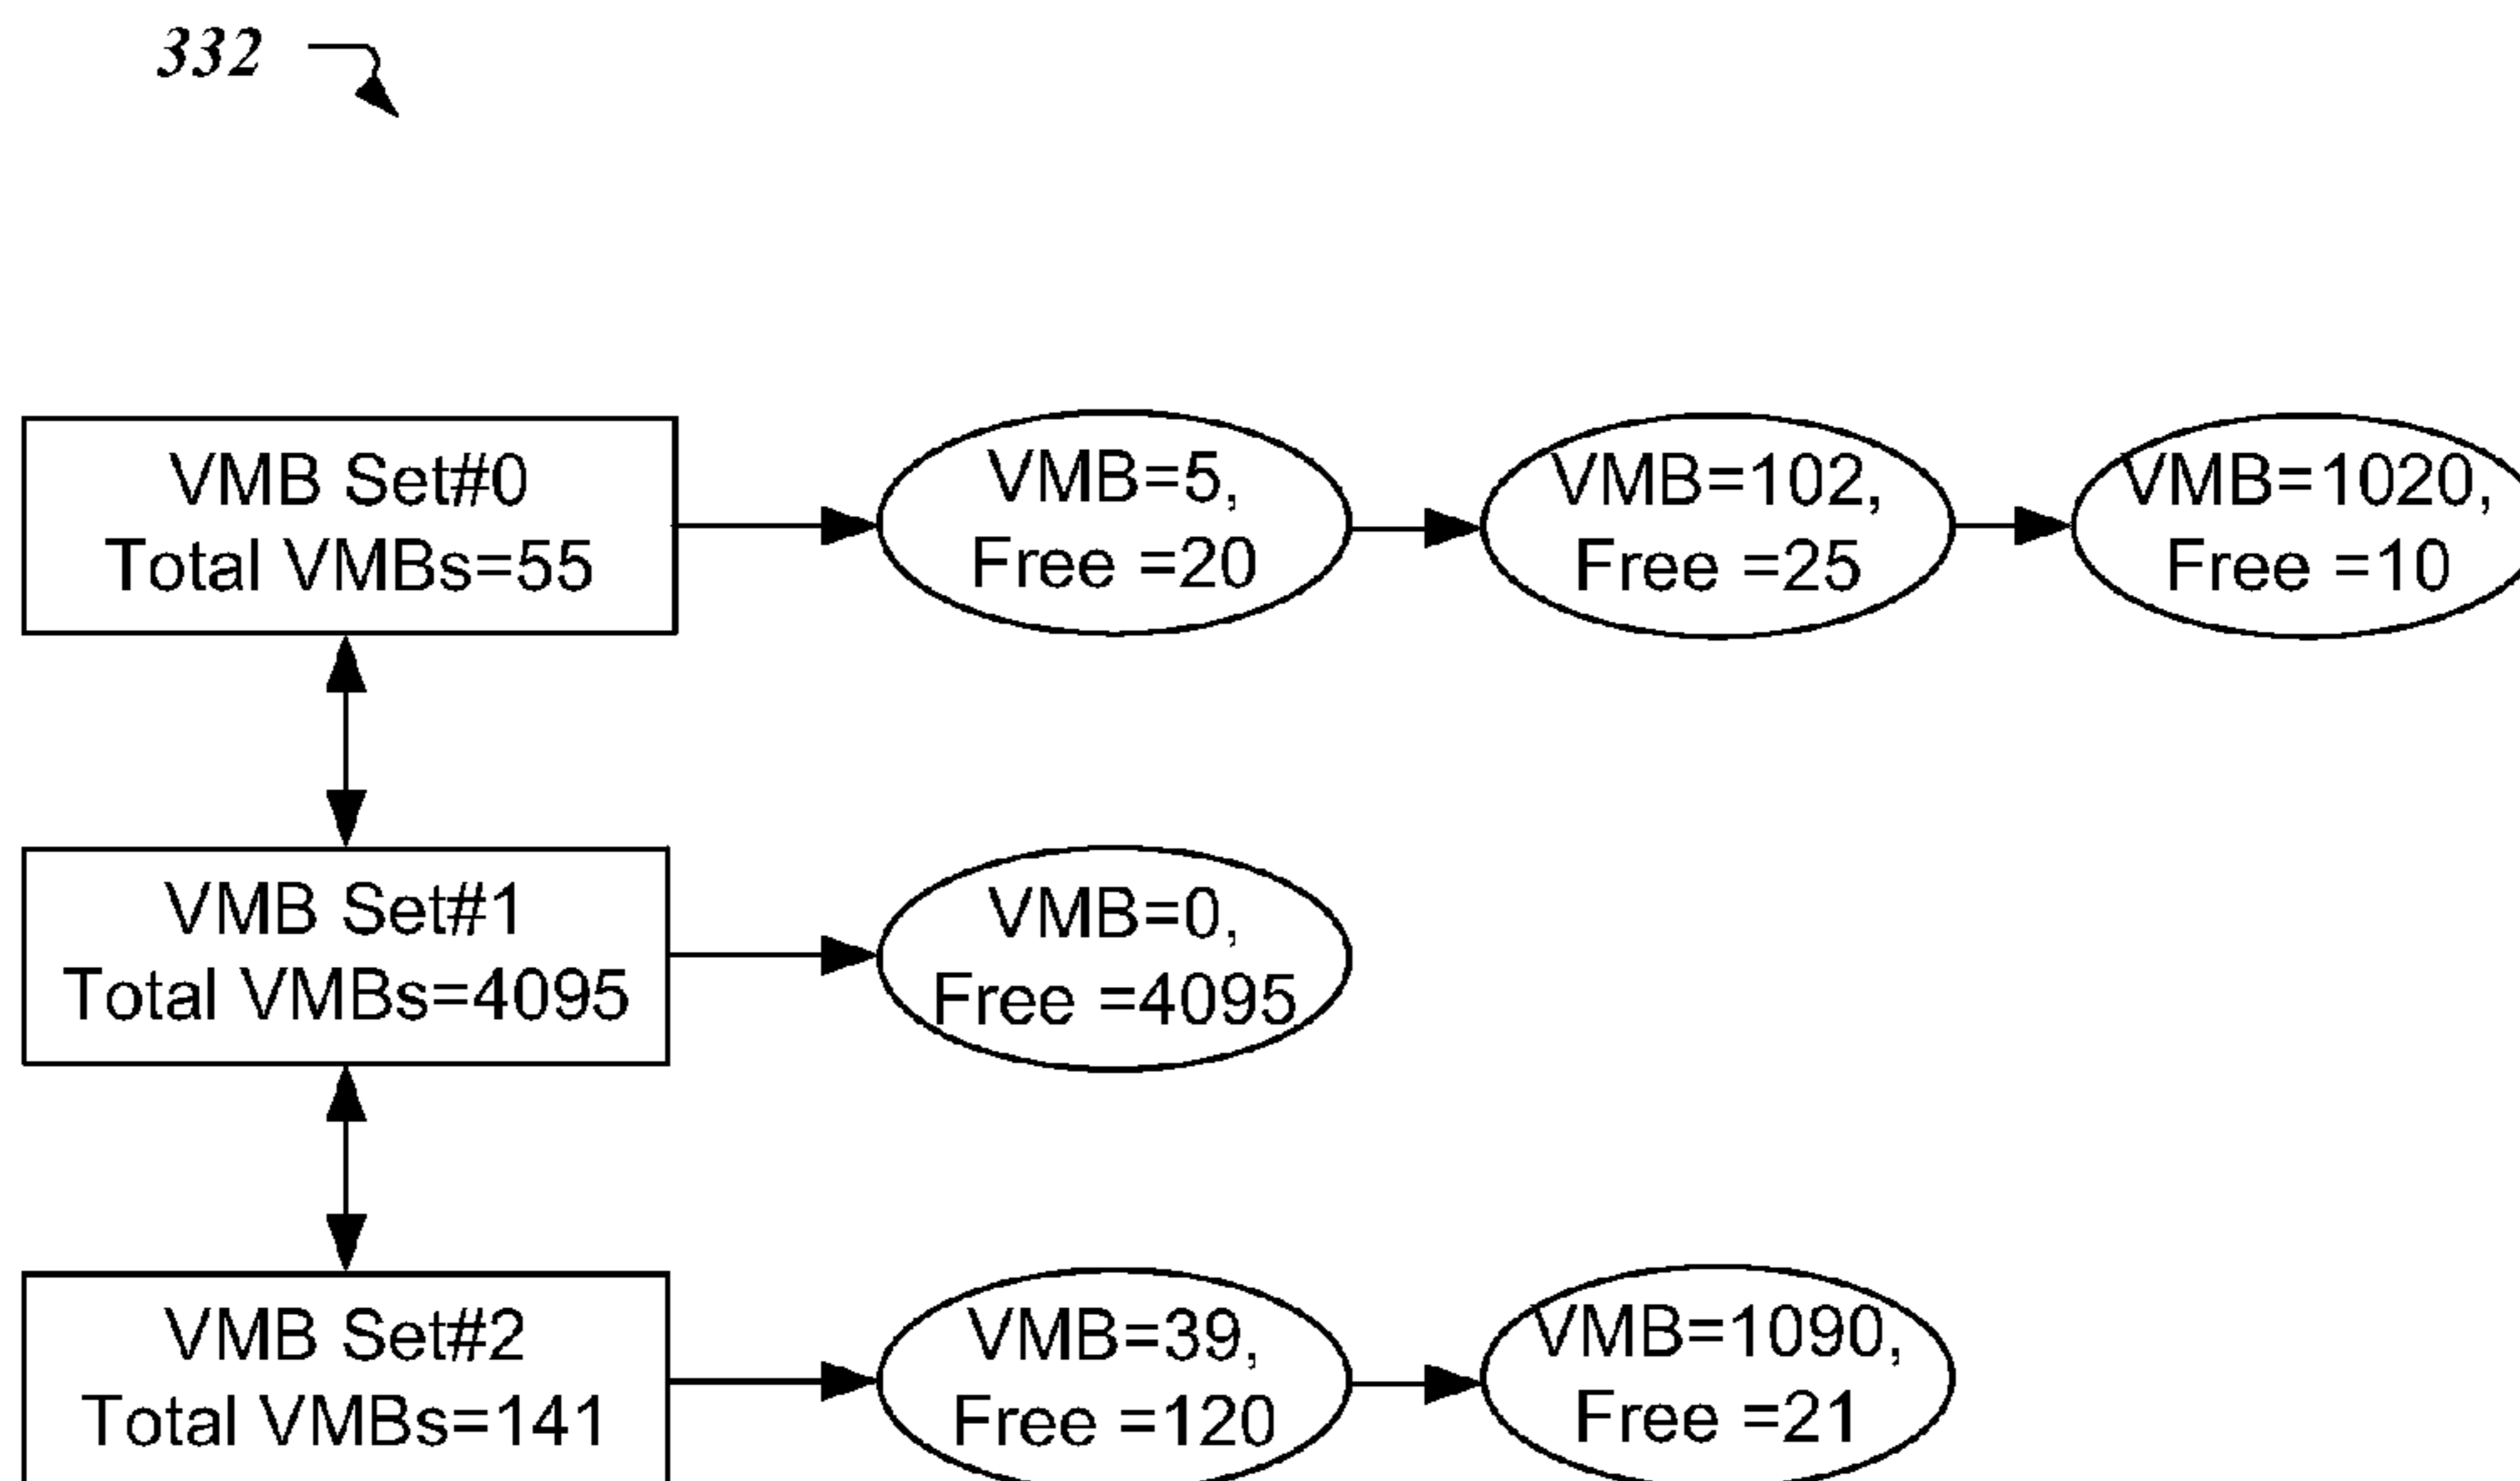 332
VMB Set#0
Total VMBs=55
VMB=5,
Free =20
VMB=102,
Free =25
VMB=1020,
Free =10
VMB Set#1
Total VMBs=4095
VMB=0,
Free =4095
VMB Set#2
Total VMBs=141
VMB=39,
Free =120
VMB=1090,
Free =21